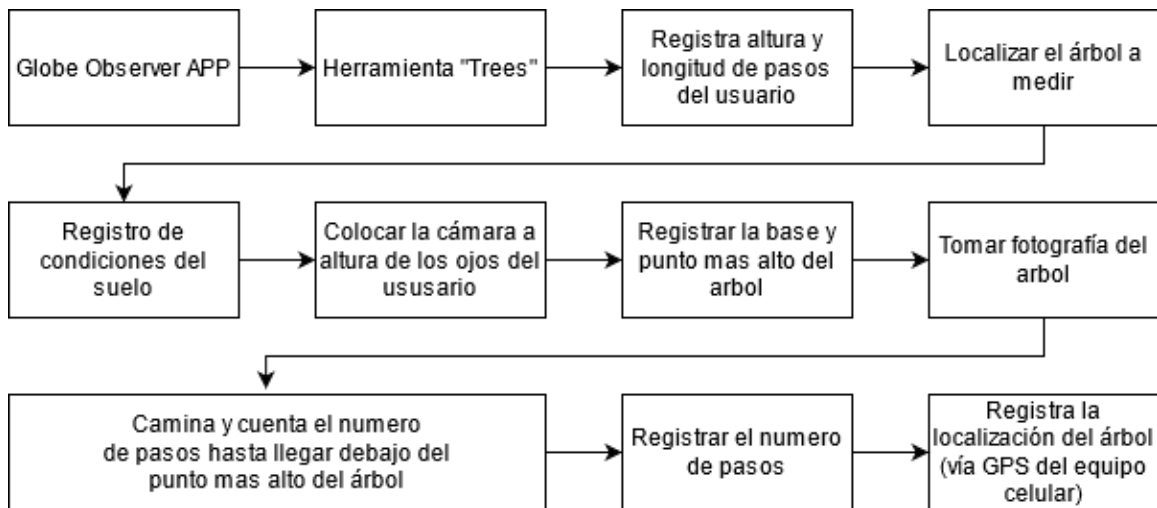 Globe Observer APP
Herramienta "Trees"
Registra altura y
longitud de pasos
del usuario
Localizar el árbol a
medir
Registro de
condiciones del
suelo
Colocar la cámara a
altura de los ojos del
ususario
Registrar la base y
punto mas alto del
arbol
Tomar fotografía del
arbol
Camina y cuenta el numero
de pasos hasta llegar debajo del
punto mas alto del árbol
Registrar el numero
de pasos
Registra la
localización del árbol
(vía GPS del equipo
celular)